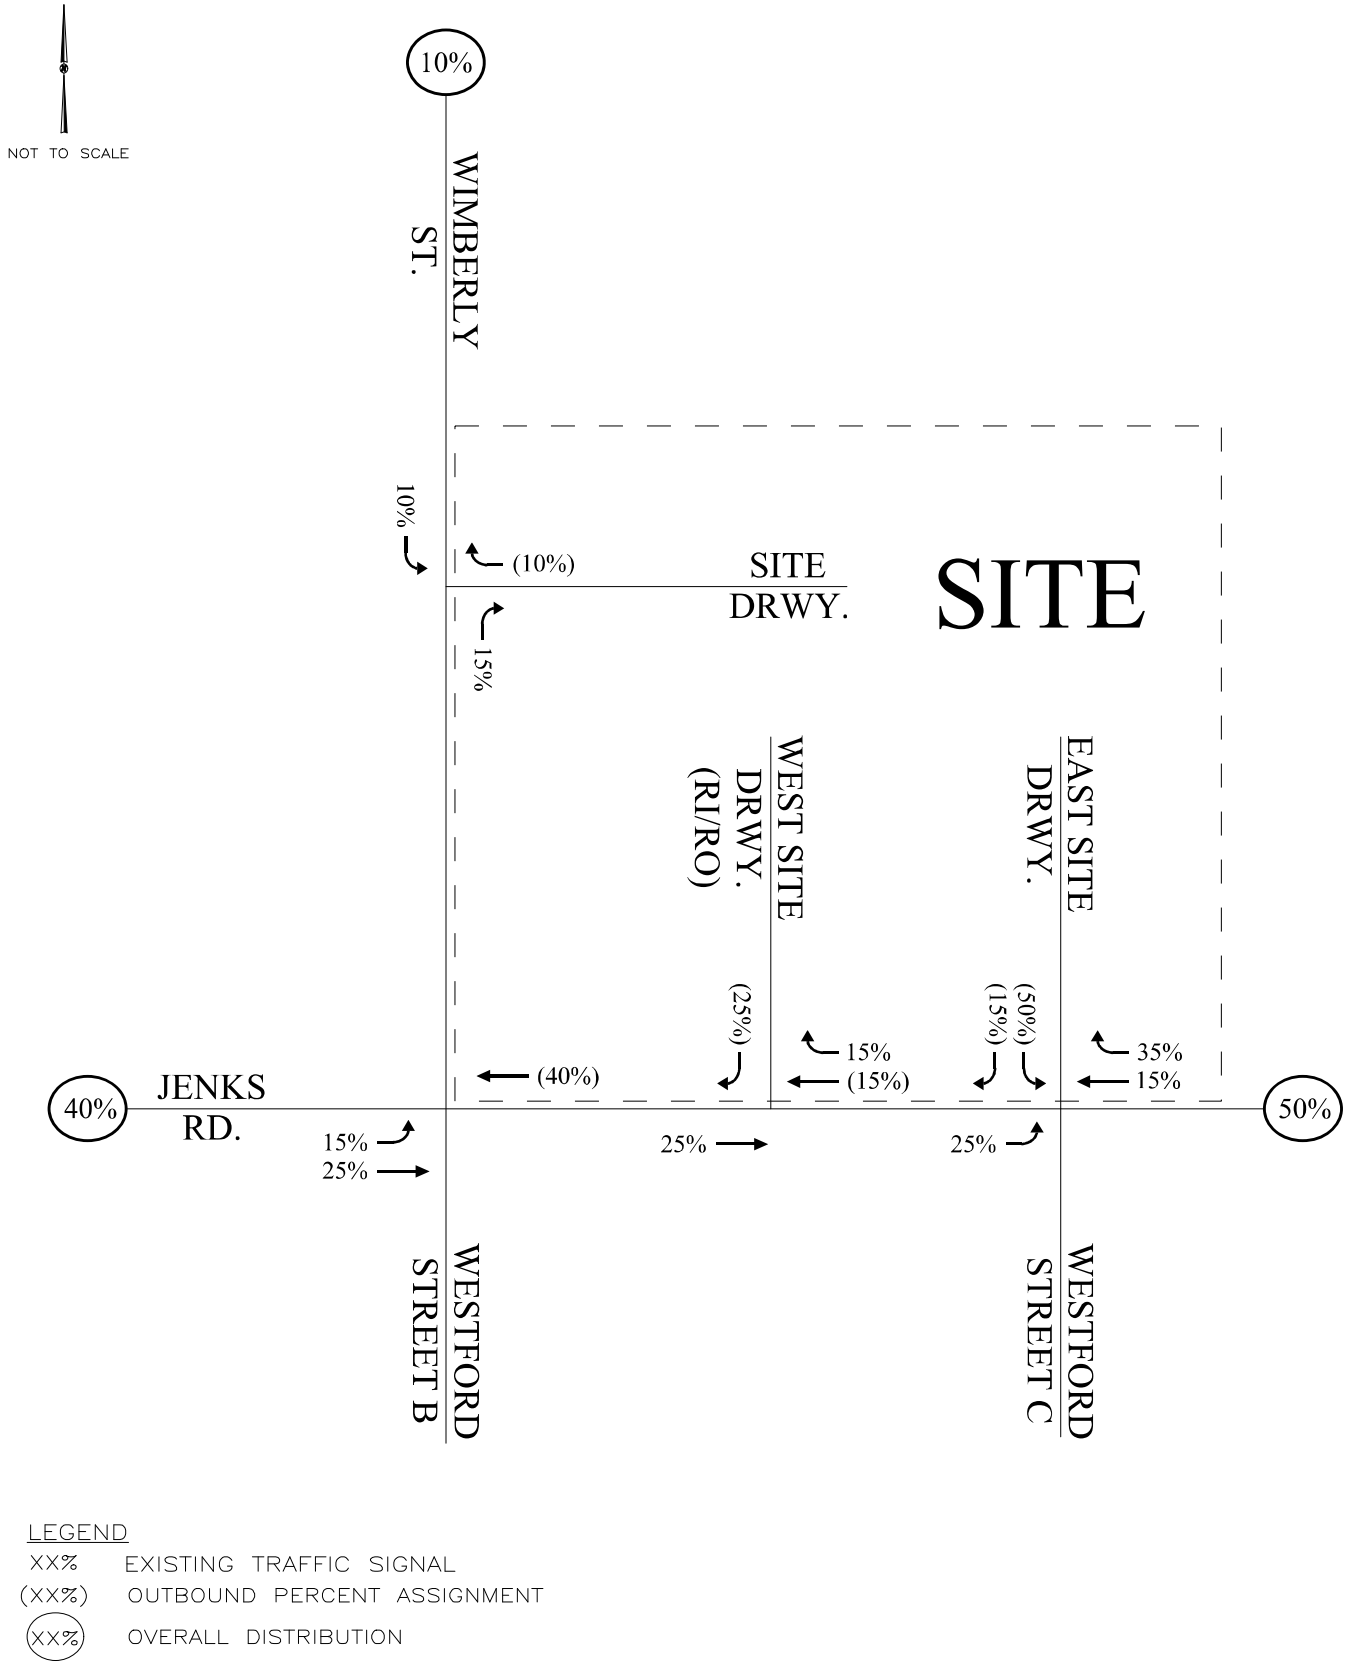 10%
NOT TO SCALE
WIMBERLY
ST.
10%
(10%)
SITE
DRWY.
SITE
15%
WEST SITE
DRWY.
(RI/RO)
EAST SITE
DRWY.
(25%)
15%
(15%)
(15%)
(50%)
35%
15%
(40%)
40%
JENKS
RD.
50%
15%
25%
25%
25%
WESTFORD
STREET B
WESTFORD
STREET C
LEGEND
XX% EXISTING TRAFFIC SIGNAL
(XX%) OUTBOUND PERCENT ASSIGNMENT
XX% OVERALL DISTRIBUTION